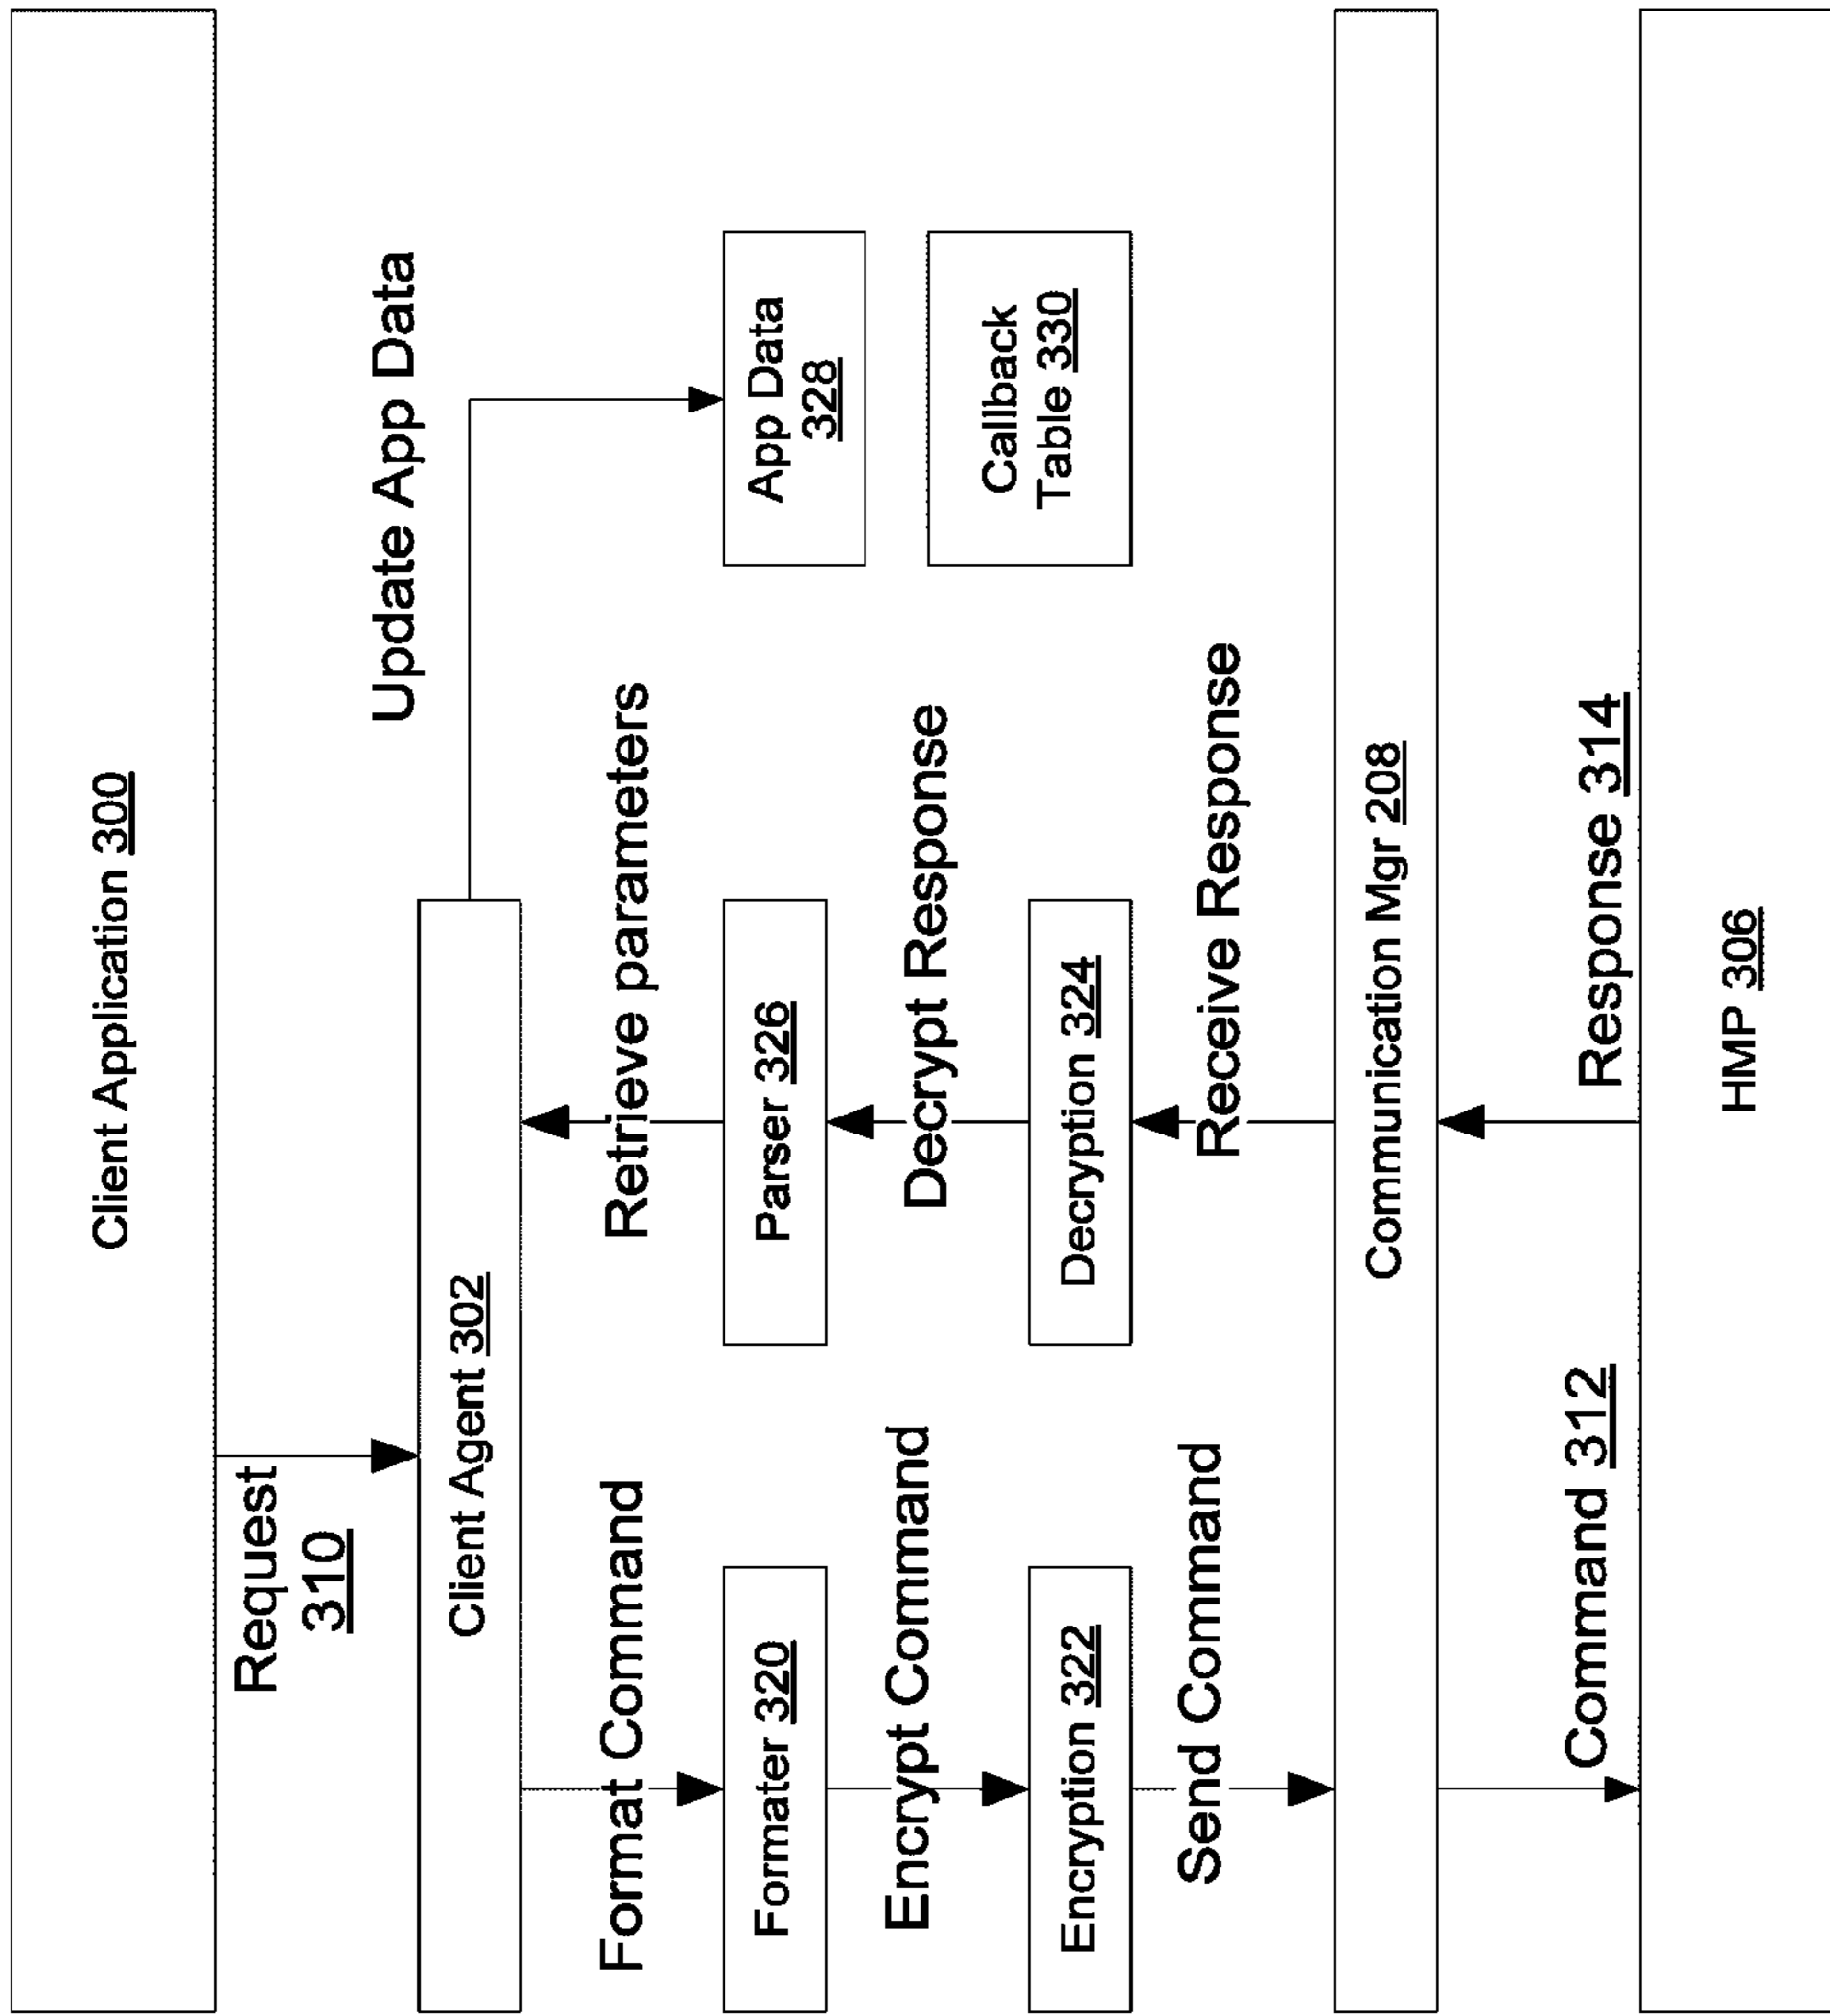 Client Application 300
Request
310
Update App Data
Client Agent 302
Format Command
Retrieve parameters
Formater 320
Parser 326
App Data
328
Encrypt Command
Decrypt Response
Callback
Table 330
Encryption 322
Decryption 324
Send Command
Receive Response
Communication Mgr 208
Command 312
Response 314
HMP 306